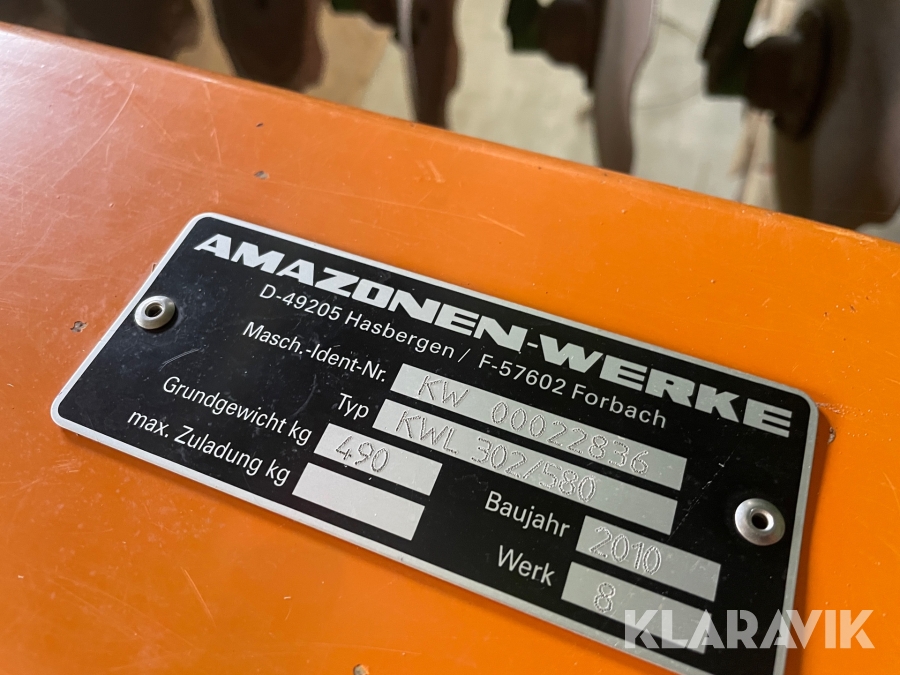 AMAZONEN-WERKE
D-49205 Hasbergen / F-57602 Forbach
Masch.-Ident-Nr. KW 00022836
Typ KWL 302/580
Grundgewicht kg 490
max. Zuladung kg
Baujahr 2010
Werk 8
KLARAVIK